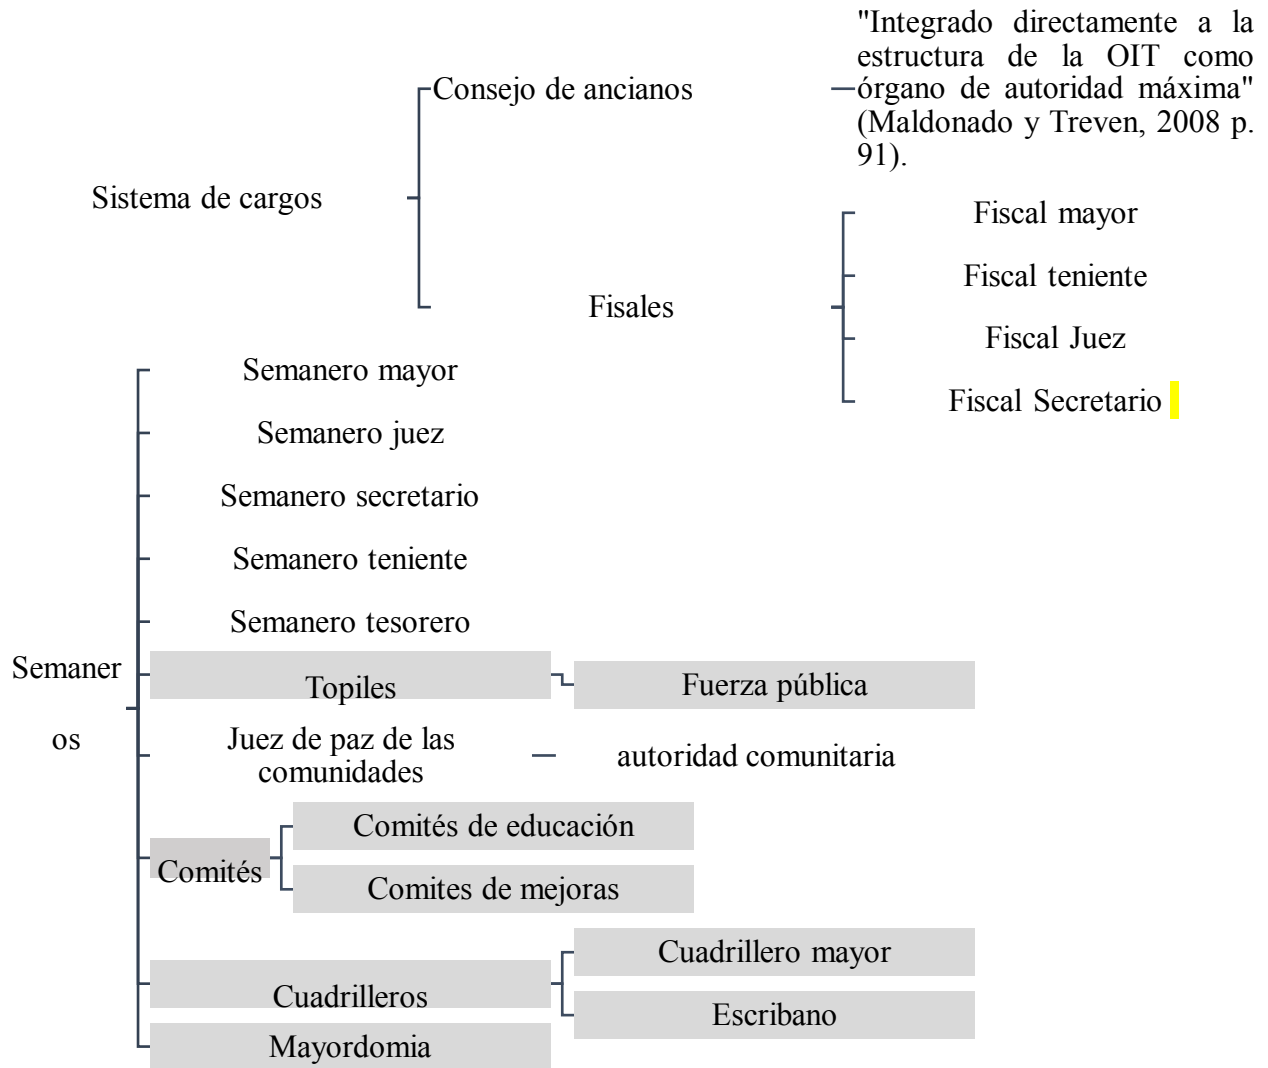 "Integrado directamente a la
estructura de la OIT como
órgano de autoridad máxima"
(Maldonado y Treven, 2008 p.
91).
Consejo de ancianos
Sistema de cargos
Fiscal mayor
Fiscal teniente
Fisales
Fiscal Juez
Fiscal Secretario
Semanero mayor
Semanero juez
Semanero secretario
Semanero teniente
Semanero tesorero
Semaner
os
Topiles
Fuerza pública
Juez de paz de las
comunidades
autoridad comunitaria
Comités
Comités de educación
Comites de mejoras
Cuadrilleros
Cuadrillero mayor
Escribano
Mayordomia